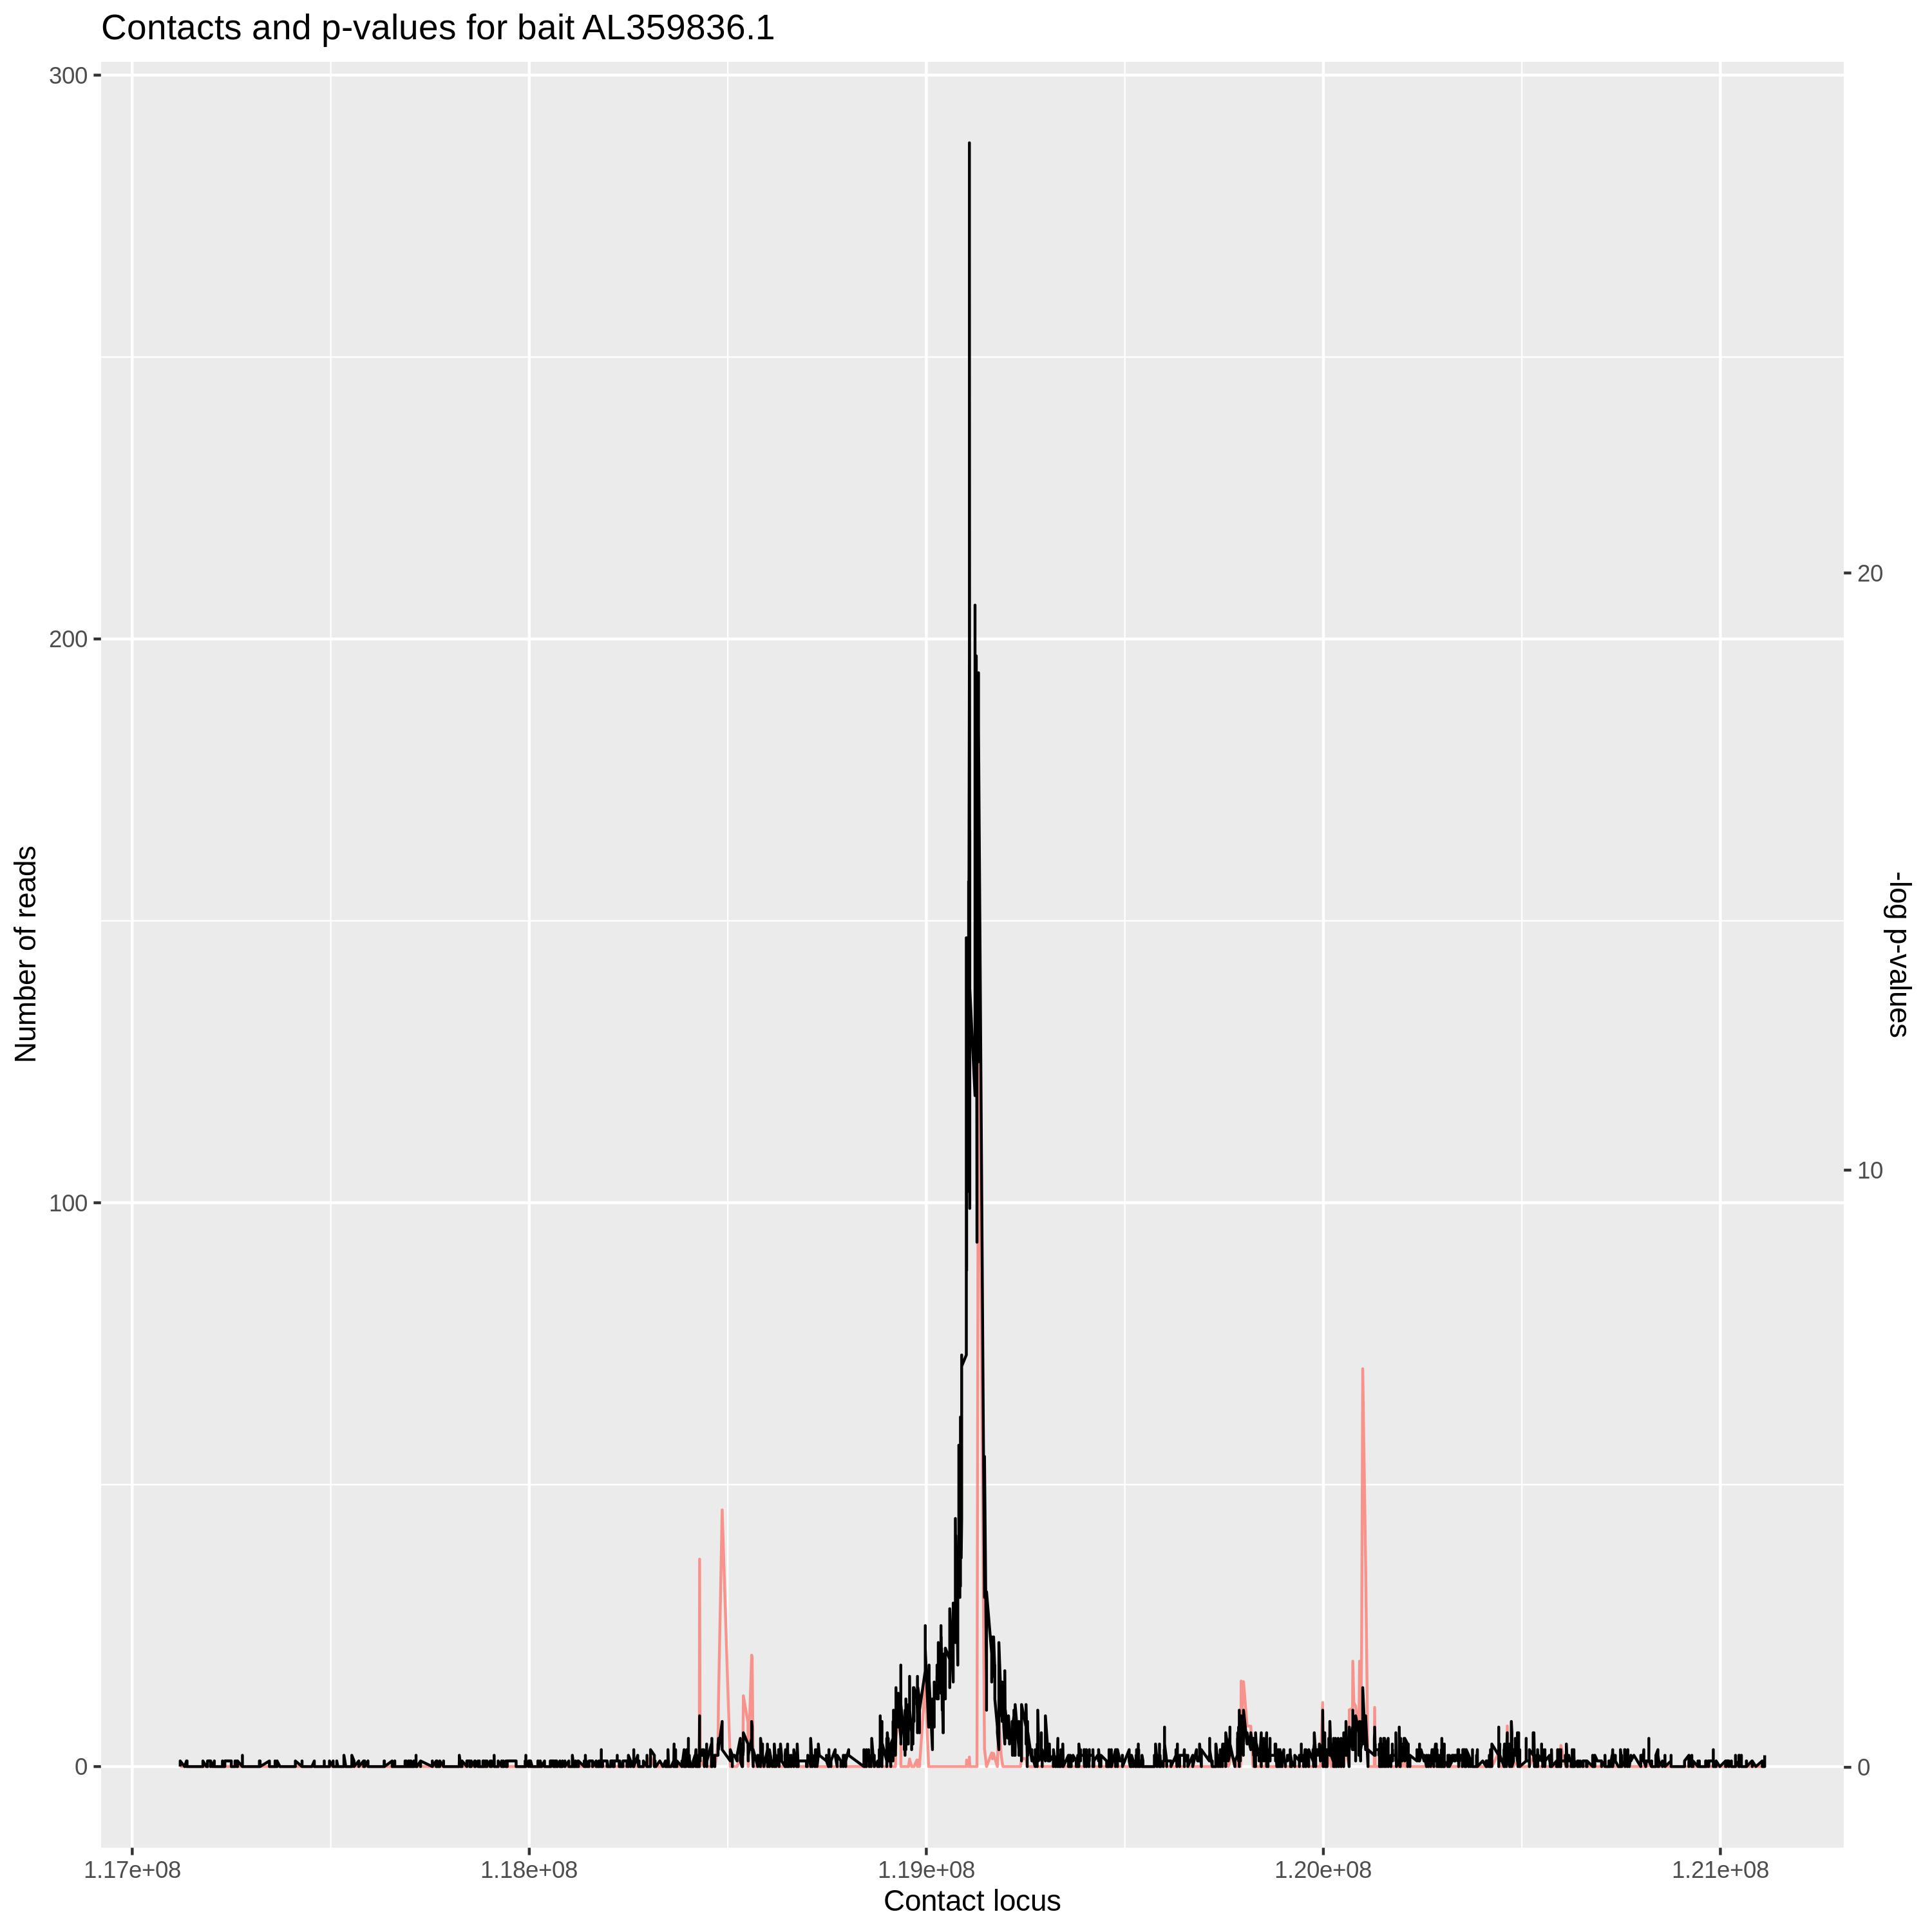 Contacts and p-values for bait AL359836.1
300
200
100
0
Number of reads
20
10
0
-log p-values
1.17e+08
1.18e+08
1.19e+08
1.20e+08
1.21e+08
Contact locus